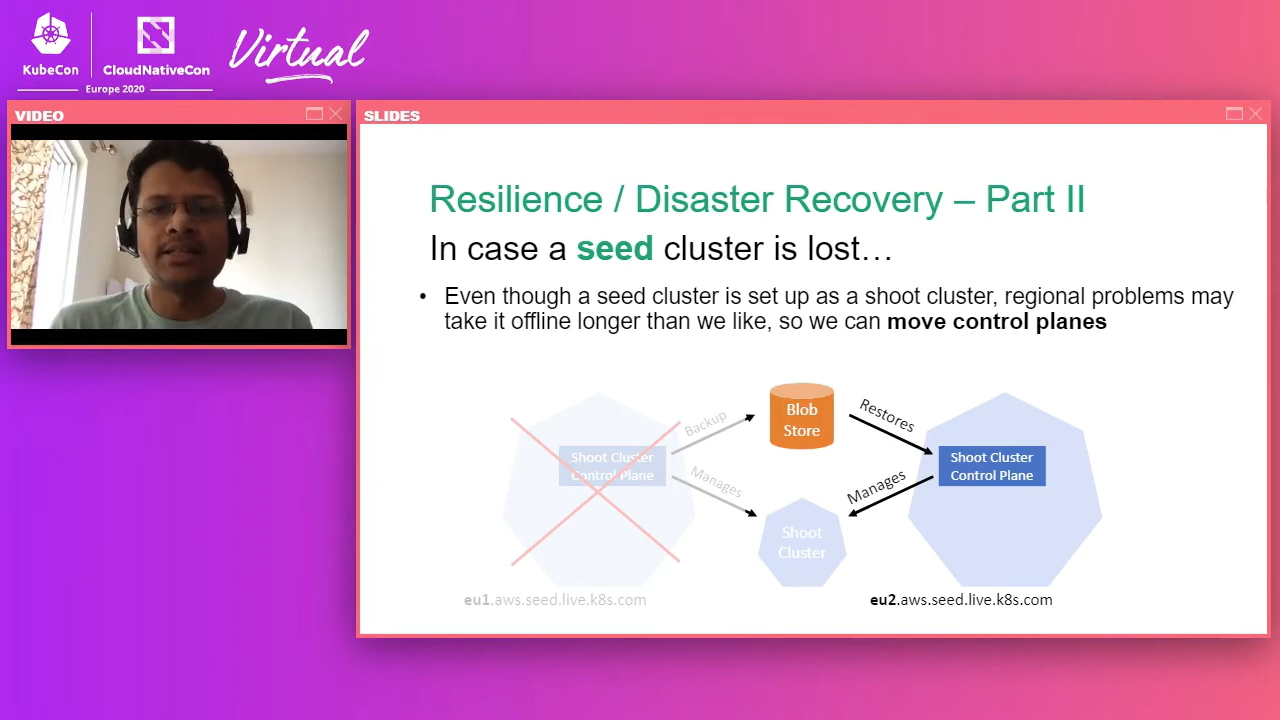 KubeCon
CloudNativeCon
Europe 2020
Virtual
VIDEO
SLIDES
Resilience / Disaster Recovery – Part II
In case a seed cluster is lost…
• Even though a seed cluster is set up as a shoot cluster, regional problems may
take it offline longer than we like, so we can move control planes
Shoot Cluster
Control Plane
Backup
Manages
Blob
Store
Shoot
Cluster
Restores
Manages
Shoot Cluster
Control Plane
eu1.aws.seed.live.k8s.com
eu2.aws.seed.live.k8s.com